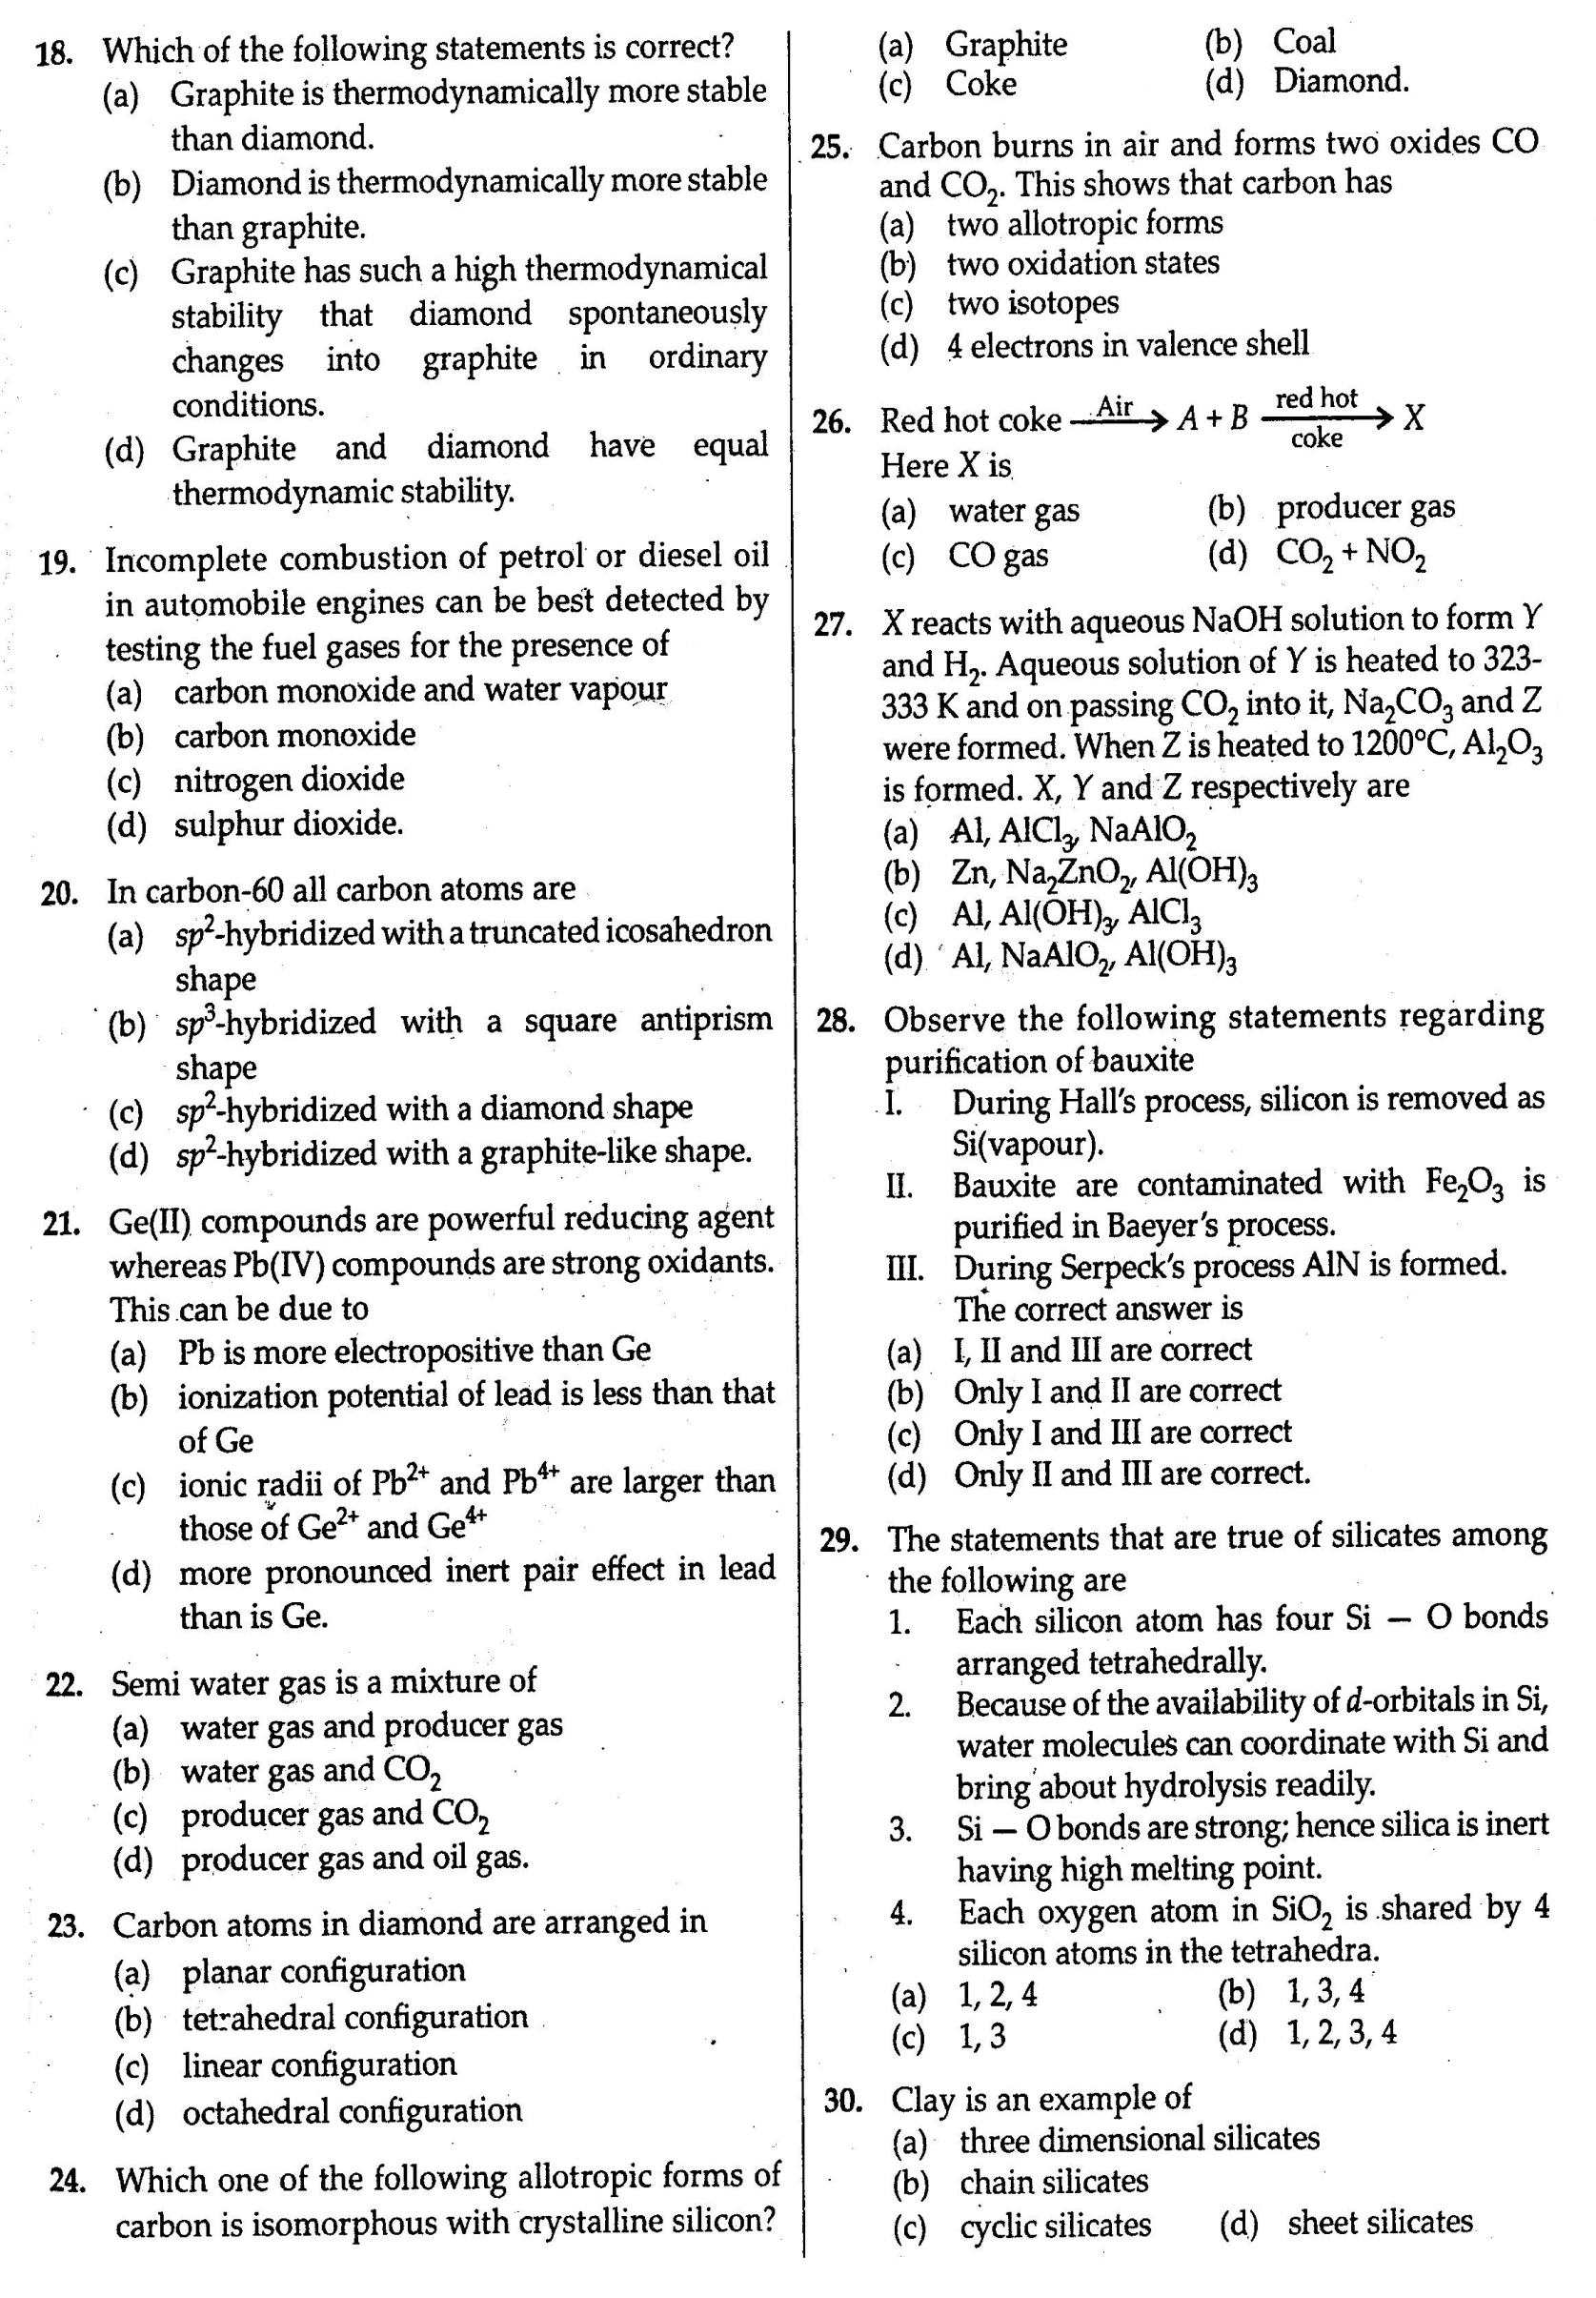 18. Which of the following statements is correct?
(a) Graphite is thermodynamically more stable
than diamond.
(b) Diamond is thermodynamically more stable
than graphite.
(c) Graphite has such a high thermodynamical
stability that diamond spontaneously
changes into graphite in ordinary
conditions.
(d) Graphite and diamond have equal
thermodynamic stability.
19. Incomplete combustion of petrol or diesel oil
in automobile engines can be best detected by
testing the fuel gases for the presence of
(a) carbon monoxide and water vapour
(b) carbon monoxide
(c) nitrogen dioxide
(d) sulphur dioxide.
20. In carbon-60 all carbon atoms are
(a) sp²-hybridized with a truncated icosahedron
shape
(b) sp³-hybridized with a square antiprism
shape
(c) sp²-hybridized with a diamond shape
(d) sp²-hybridized with a graphite-like shape.
21. Ge(II) compounds are powerful reducing agent
whereas Pb(IV) compounds are strong oxidants.
This can be due to
(a) Pb is more electropositive than Ge
(b) ionization potential of lead is less than that
of Ge
(c) ionic radii of Pb²⁺ and Pb⁴⁺ are larger than
those of Ge²⁺ and Ge⁴⁺
(d) more pronounced inert pair effect in lead
than is Ge.
22. Semi water gas is a mixture of
(a) water gas and producer gas
(b) water gas and CO₂
(c) producer gas and CO₂
(d) producer gas and oil gas.
23. Carbon atoms in diamond are arranged in
(a) planar configuration
(b) tetrahedral configuration
(c) linear configuration
(d) octahedral configuration
24. Which one of the following allotropic forms of
carbon is isomorphous with crystalline silicon?
(a) Graphite (b) Coal
(c) Coke (d) Diamond.
25. Carbon burns in air and forms two oxides CO
and CO₂. This shows that carbon has
(a) two allotropic forms
(b) two oxidation states
(c) two isotopes
(d) 4 electrons in valence shell
26. Red hot coke —Air→ A + B —red hot coke→ X
Here X is
(a) water gas (b) producer gas
(c) CO gas (d) CO₂ + NO₂
27. X reacts with aqueous NaOH solution to form Y
and H₂. Aqueous solution of Y is heated to 323-
333 K and on passing CO₂ into it, Na₂CO₃ and Z
were formed. When Z is heated to 1200°C, Al₂O₃
is formed. X, Y and Z respectively are
(a) Al, AlCl₃, NaAlO₂
(b) Zn, Na₂ZnO₂, Al(OH)₃
(c) Al, Al(OH)₃, AlCl₃
(d) Al, NaAlO₂, Al(OH)₃
28. Observe the following statements regarding
purification of bauxite
I. During Hall's process, silicon is removed as
Si(vapour).
II. Bauxite are contaminated with Fe₂O₃ is
purified in Baeyer's process.
III. During Serpeck's process AlN is formed.
The correct answer is
(a) I, II and III are correct
(b) Only I and II are correct
(c) Only I and III are correct
(d) Only II and III are correct.
29. The statements that are true of silicates among
the following are
1. Each silicon atom has four Si — O bonds
arranged tetrahedrally.
2. Because of the availability of d-orbitals in Si,
water molecules can coordinate with Si and
bring about hydrolysis readily.
3. Si — O bonds are strong; hence silica is inert
having high melting point.
4. Each oxygen atom in SiO₂ is shared by 4
silicon atoms in the tetrahedra.
(a) 1, 2, 4 (b) 1, 3, 4
(c) 1, 3 (d) 1, 2, 3, 4
30. Clay is an example of
(a) three dimensional silicates
(b) chain silicates
(c) cyclic silicates (d) sheet silicates